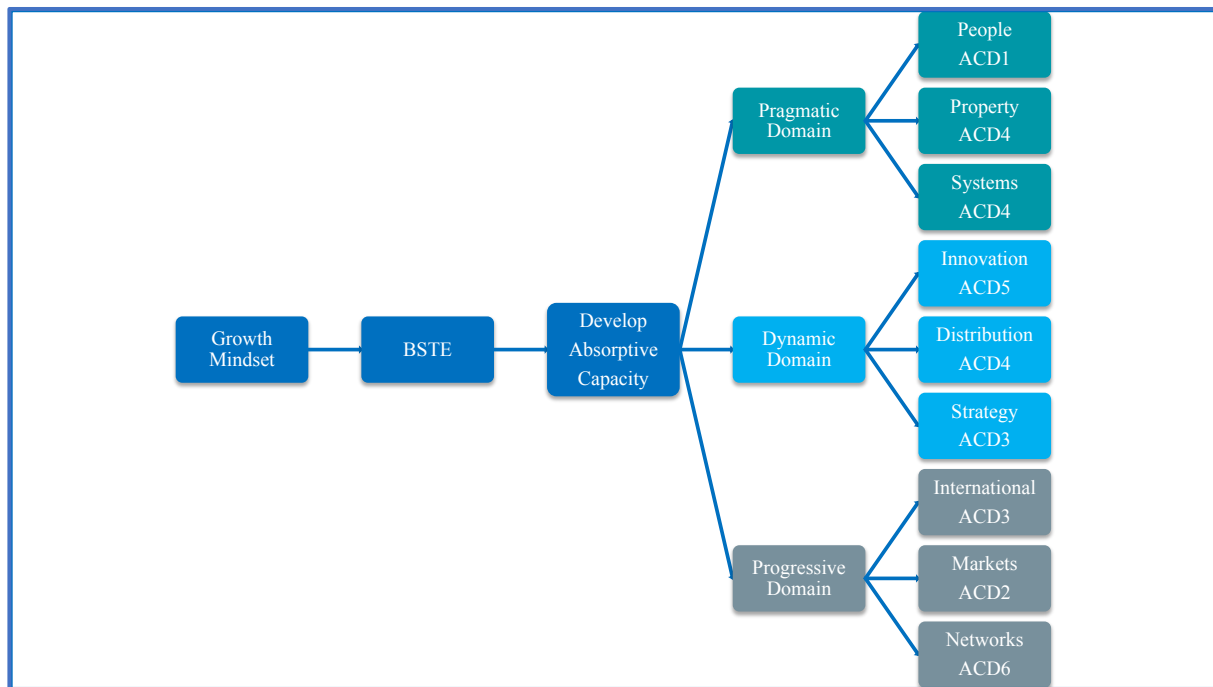 Growth
Mindset
BSTE
Develop
Absorptive
Capacity
Pragmatic
Domain
People
ACD1
Property
ACD4
Systems
ACD4
Dynamic
Domain
Innovation
ACD5
Distribution
ACD4
Strategy
ACD3
Progressive
Domain
International
ACD3
Markets
ACD2
Networks
ACD6